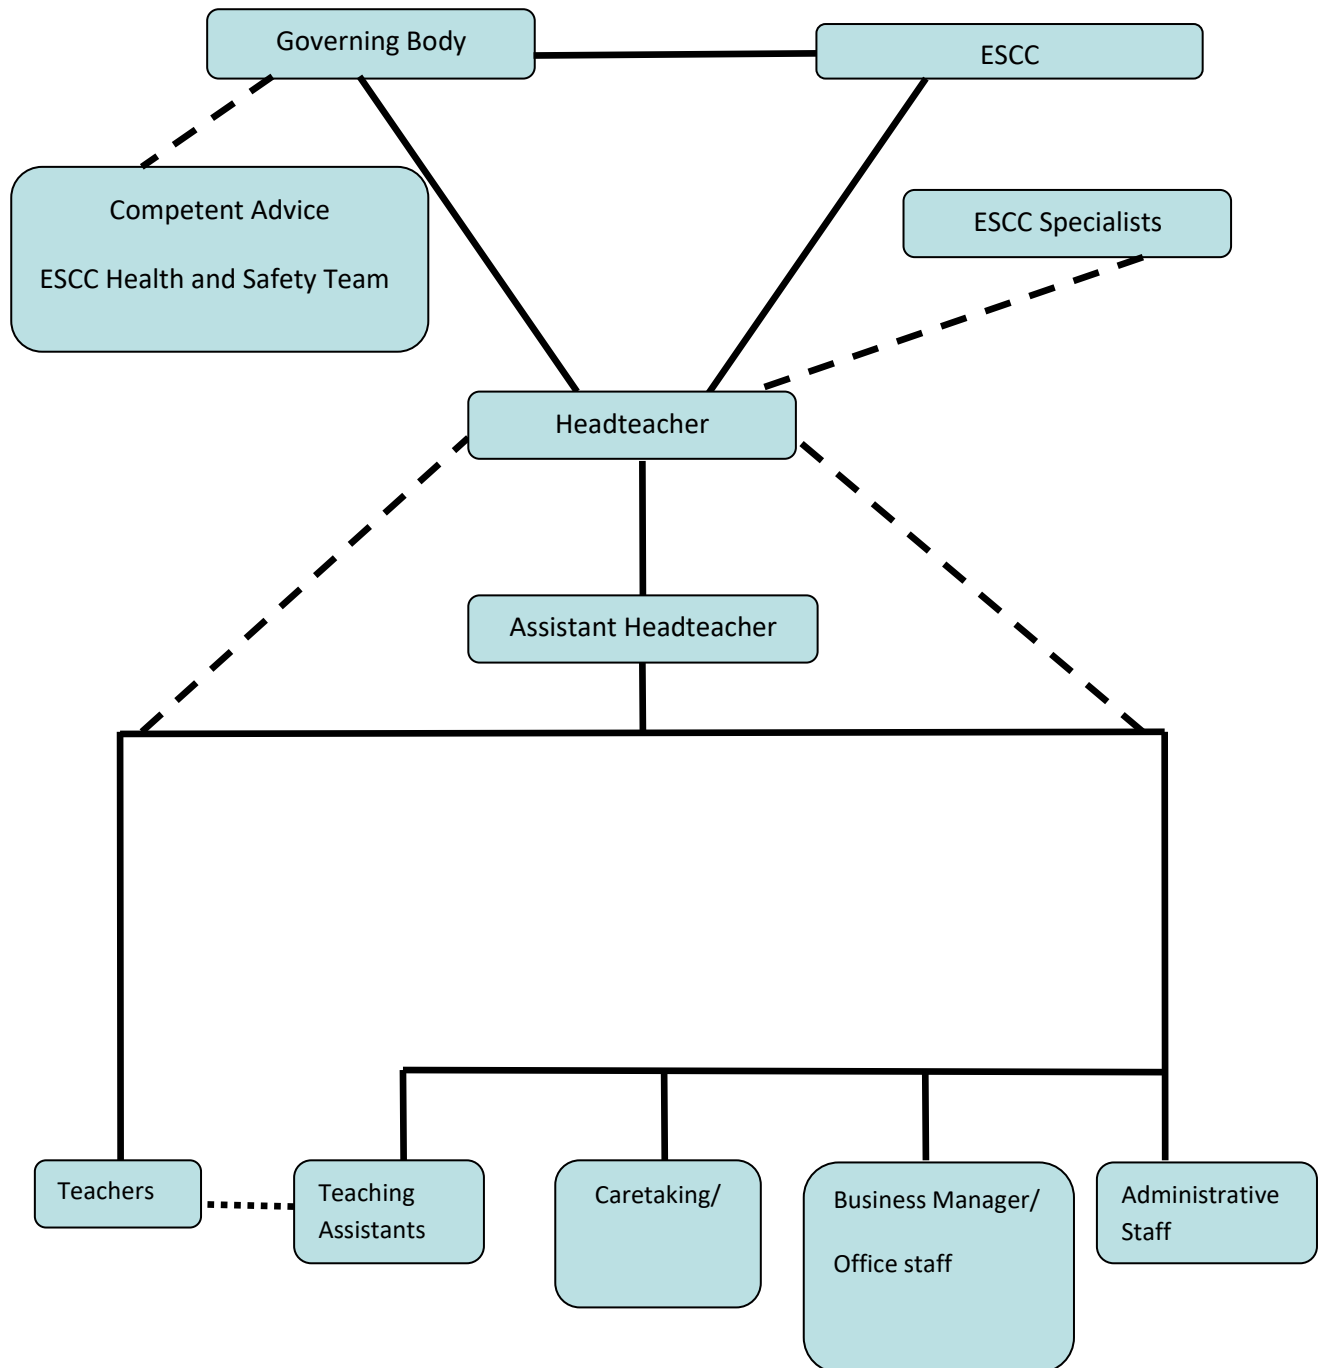 Governing Body
ESCC
Competent Advice
ESCC Health and Safety Team
ESCC Specialists
Headteacher
Assistant Headteacher
Teachers
Teaching
Assistants
Caretaking/
Business Manager/
Office staff
Administrative
Staff